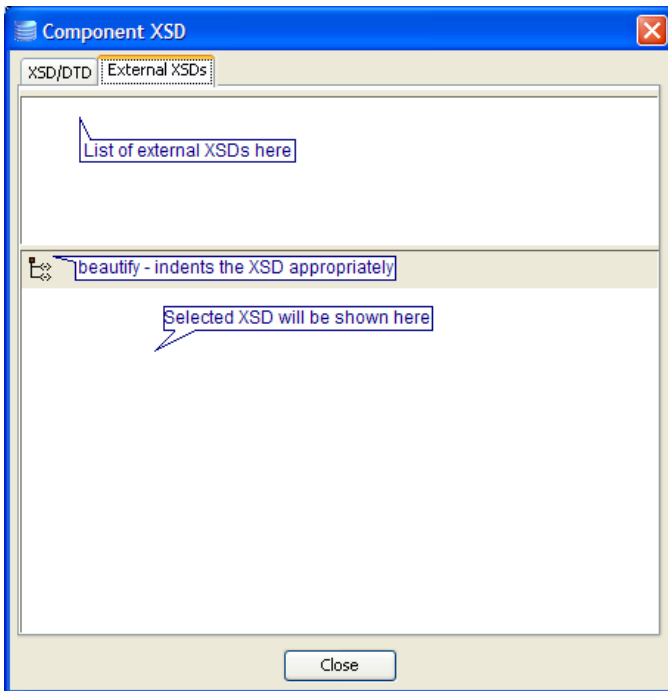 Component XSD
XSD/DTD
External XSDs
List of external XSDs here
beautify - indents the XSD appropriately
Selected XSD will be shown here
Close